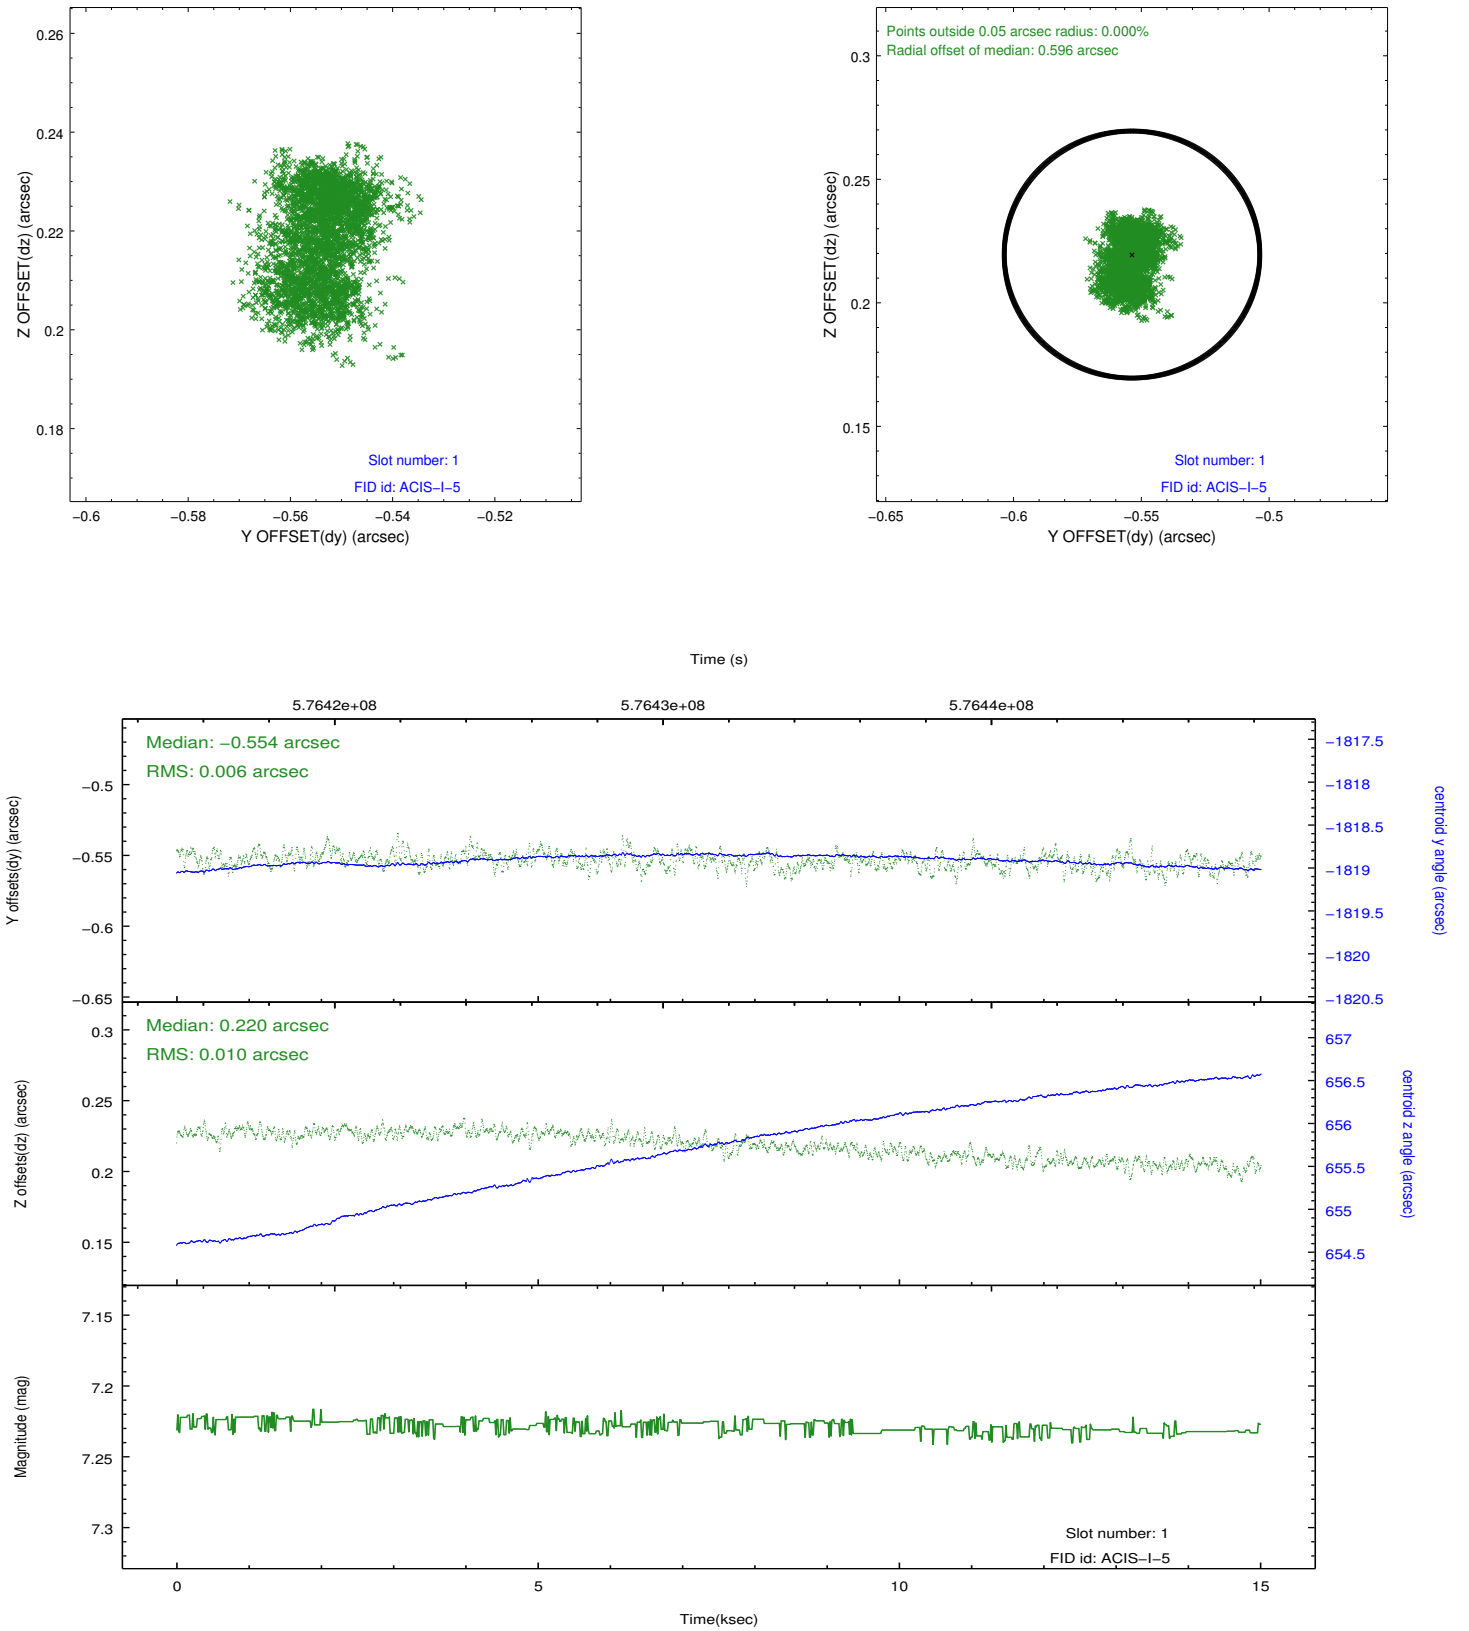 0.26
0.24
0.22
0.2
0.18
Z OFFSET(dz) (arcsec)
Slot number: 1
FID id: ACIS−I−5
−0.6
−0.58
−0.56
−0.54
−0.52
Y OFFSET(dy) (arcsec)
Points outside 0.05 arcsec radius: 0.000%
Radial offset of median: 0.596 arcsec
0.3
0.25
0.2
0.15
Z OFFSET(dz) (arcsec)
Slot number: 1
FID id: ACIS−I−5
−0.65
−0.6
−0.55
−0.5
Y OFFSET(dy) (arcsec)
Time (s)
5.7642e+08
5.7643e+08
5.7644e+08
Median: −0.554 arcsec
RMS: 0.006 arcsec
−0.5
−0.55
−0.6
−0.65
Y offsets(dy) (arcsec)
−1817.5
−1818
−1818.5
−1819
−1819.5
−1820
−1820.5
centroid y angle (arcsec)
Median: 0.220 arcsec
RMS: 0.010 arcsec
0.3
0.25
0.2
0.15
Z offsets(dz) (arcsec)
657
656.5
656
655.5
655
654.5
centroid z angle (arcsec)
7.15
7.2
7.25
7.3
Magnitude (mag)
Slot number: 1
FID id: ACIS−I−5
0
5
10
15
Time(ksec)